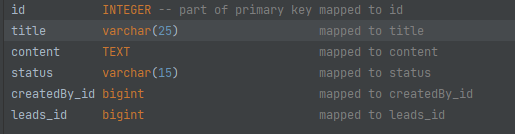 id INTEGER -- part of primary key mapped to id
title varchar(25) mapped to title
content TEXT mapped to content
status varchar(15) mapped to status
createdBy_id bigint mapped to createdBy_id
leads_id bigint mapped to leads_id